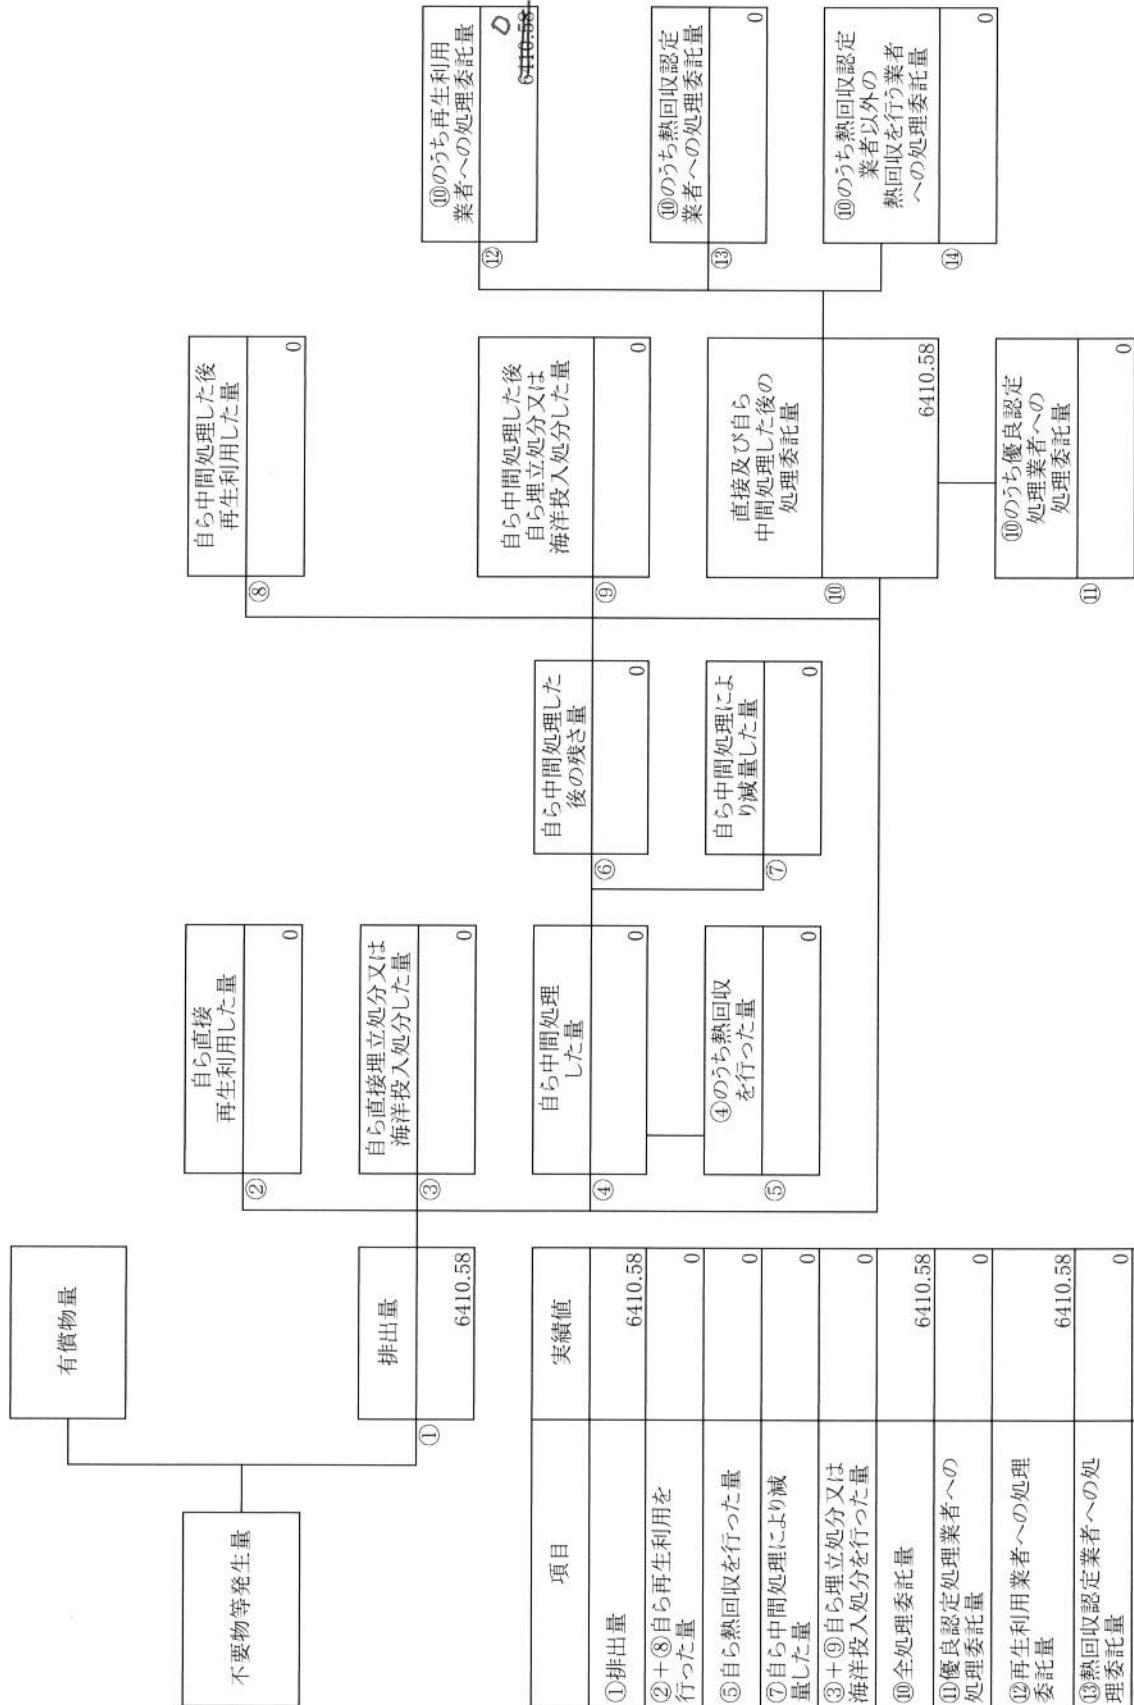 有償物量
不要物等発生量
排出量
①
6410.58
自ら直接
再生利用した量
②
0
自ら直接埋立処分又は
海洋投入処分した量
③
0
自ら中間処理
した量
④
0
④のうち熱回収
を行った量
⑤
0
自ら中間処理した
後の残さ量
⑥
0
自ら中間処理によ
り減量した量
⑦
0
自ら中間処理した後
再生利用した量
⑧
0
自ら中間処理した後
自ら埋立処分又は
海洋投入処分した量
⑨
0
直接及び自ら
中間処理した後の
処理委託量
⑩
6410.58
⑩のうち優良認定
処理業者への
処理委託量
⑪
0
⑩のうち再生利用
業者への処理委託量
⑫
0
6410.58
⑩のうち熱回収認定
業者への処理委託量
⑬
0
⑩のうち熱回収認定
業者以外の
熱回収を行う業者
への処理委託量
⑭
0
項目 実績値
①排出量 6410.58
②+⑧自ら再生利用を
行った量 0
⑤自ら熱回収を行った量 0
⑦自ら中間処理により減
量した量 0
③+⑨自ら埋立処分又は
海洋投入処分を行った量 0
⑩全処理委託量 6410.58
⑪優良認定処理業者への
処理委託量 0
⑫再生利用業者への処理
委託量 6410.58
⑬熱回収認定業者への処
理委託量 0